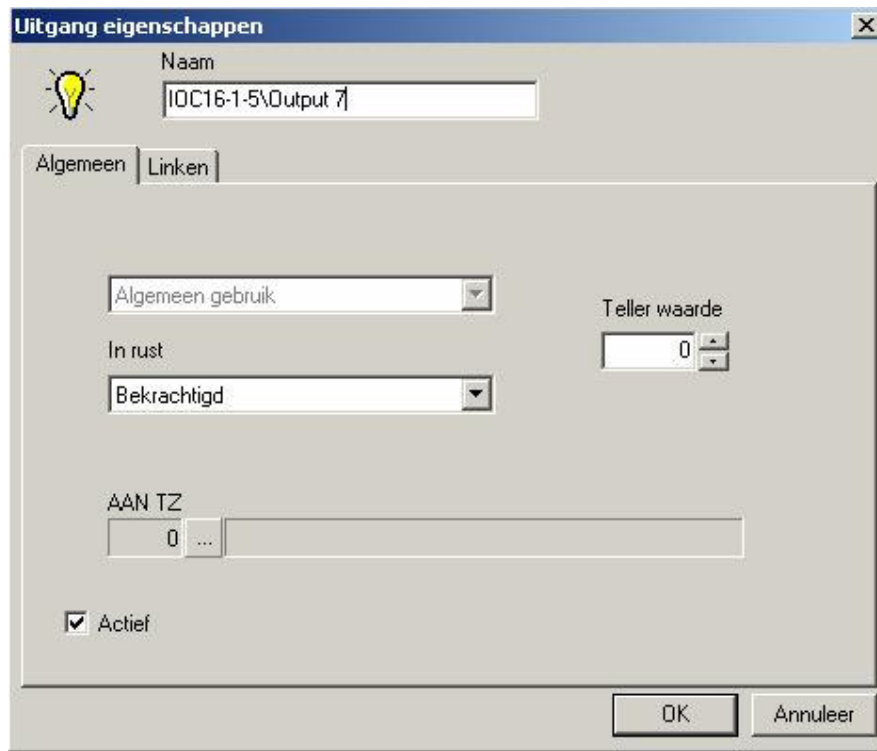 Uitgang eigenschappen
Naam
IOC16-1-5\Output 7
Algemeen
Linken
Algemeen gebruik
Teller waarde
0
In rust
Bekrachtigd
AAN TZ
0 ...
Actief
OK
Annuleer